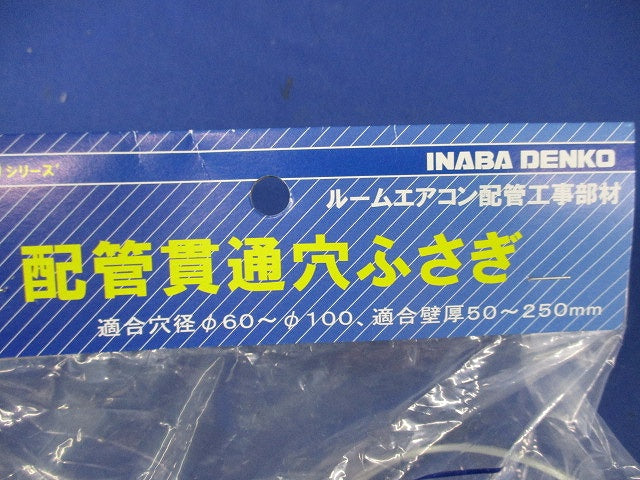 INABA DENKO
シリーズ
ルームエアコン配管工事部材
配管貫通穴ふさぎ
適合穴径φ60～φ100、適合壁厚50～250mm